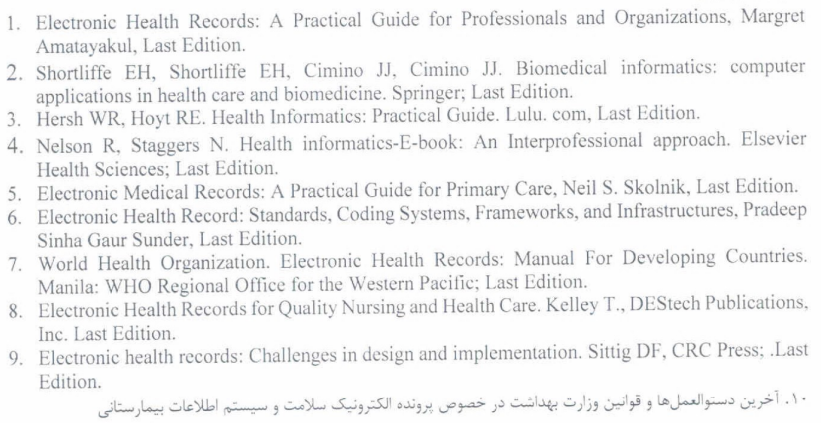 1. Electronic Health Records: A Practical Guide for Professionals and Organizations, Margret
Amatayakul, Last Edition.
2. Shortliffe EH, Shortliffe EH, Cimino JJ, Cimino JJ. Biomedical informatics: computer
applications in health care and biomedicine. Springer; Last Edition.
3. Hersh WR, Hoyt RE. Health Informatics: Practical Guide. Lulu. com, Last Edition.
4. Nelson R, Staggers N. Health informatics-E-book: An Interprofessional approach. Elsevier
Health Sciences; Last Edition.
5. Electronic Medical Records: A Practical Guide for Primary Care, Neil S. Skolnik, Last Edition.
6. Electronic Health Record: Standards, Coding Systems, Frameworks, and Infrastructures, Pradeep
Sinha Gaur Sunder, Last Edition.
7. World Health Organization. Electronic Health Records: Manual For Developing Countries.
Manila: WHO Regional Office for the Western Pacific; Last Edition.
8. Electronic Health Records for Quality Nursing and Health Care. Kelley T., DEStech Publications,
Inc. Last Edition.
9. Electronic health records: Challenges in design and implementation. Sittig DF, CRC Press; .Last
Edition.
۱۰. آخرین دستوالعمل‌ها و قوانین وزارت بهداشت در خصوص پرونده الکترونیک سلامت و سیستم اطلاعات بیمارستانی